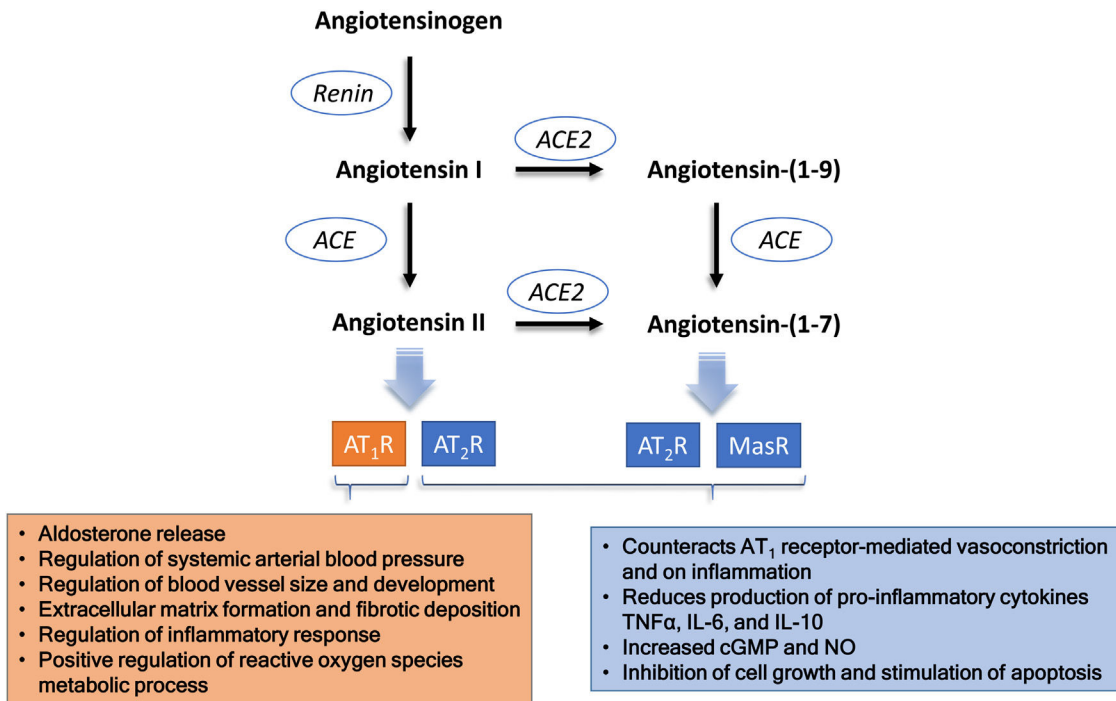 Angiotensinogen
Renin
ACE2
Angiotensin I
Angiotensin-(1-9)
ACE
ACE
ACE2
Angiotensin II
Angiotensin-(1-7)
AT₁R
AT₂R
AT₂R
MasR
• Aldosterone release
• Regulation of systemic arterial blood pressure
• Regulation of blood vessel size and development
• Extracellular matrix formation and fibrotic deposition
• Regulation of inflammatory response
• Positive regulation of reactive oxygen species
metabolic process
• Counteracts AT₁ receptor-mediated vasoconstriction
and on inflammation
• Reduces production of pro-inflammatory cytokines
TNFα, IL-6, and IL-10
• Increased cGMP and NO
• Inhibition of cell growth and stimulation of apoptosis